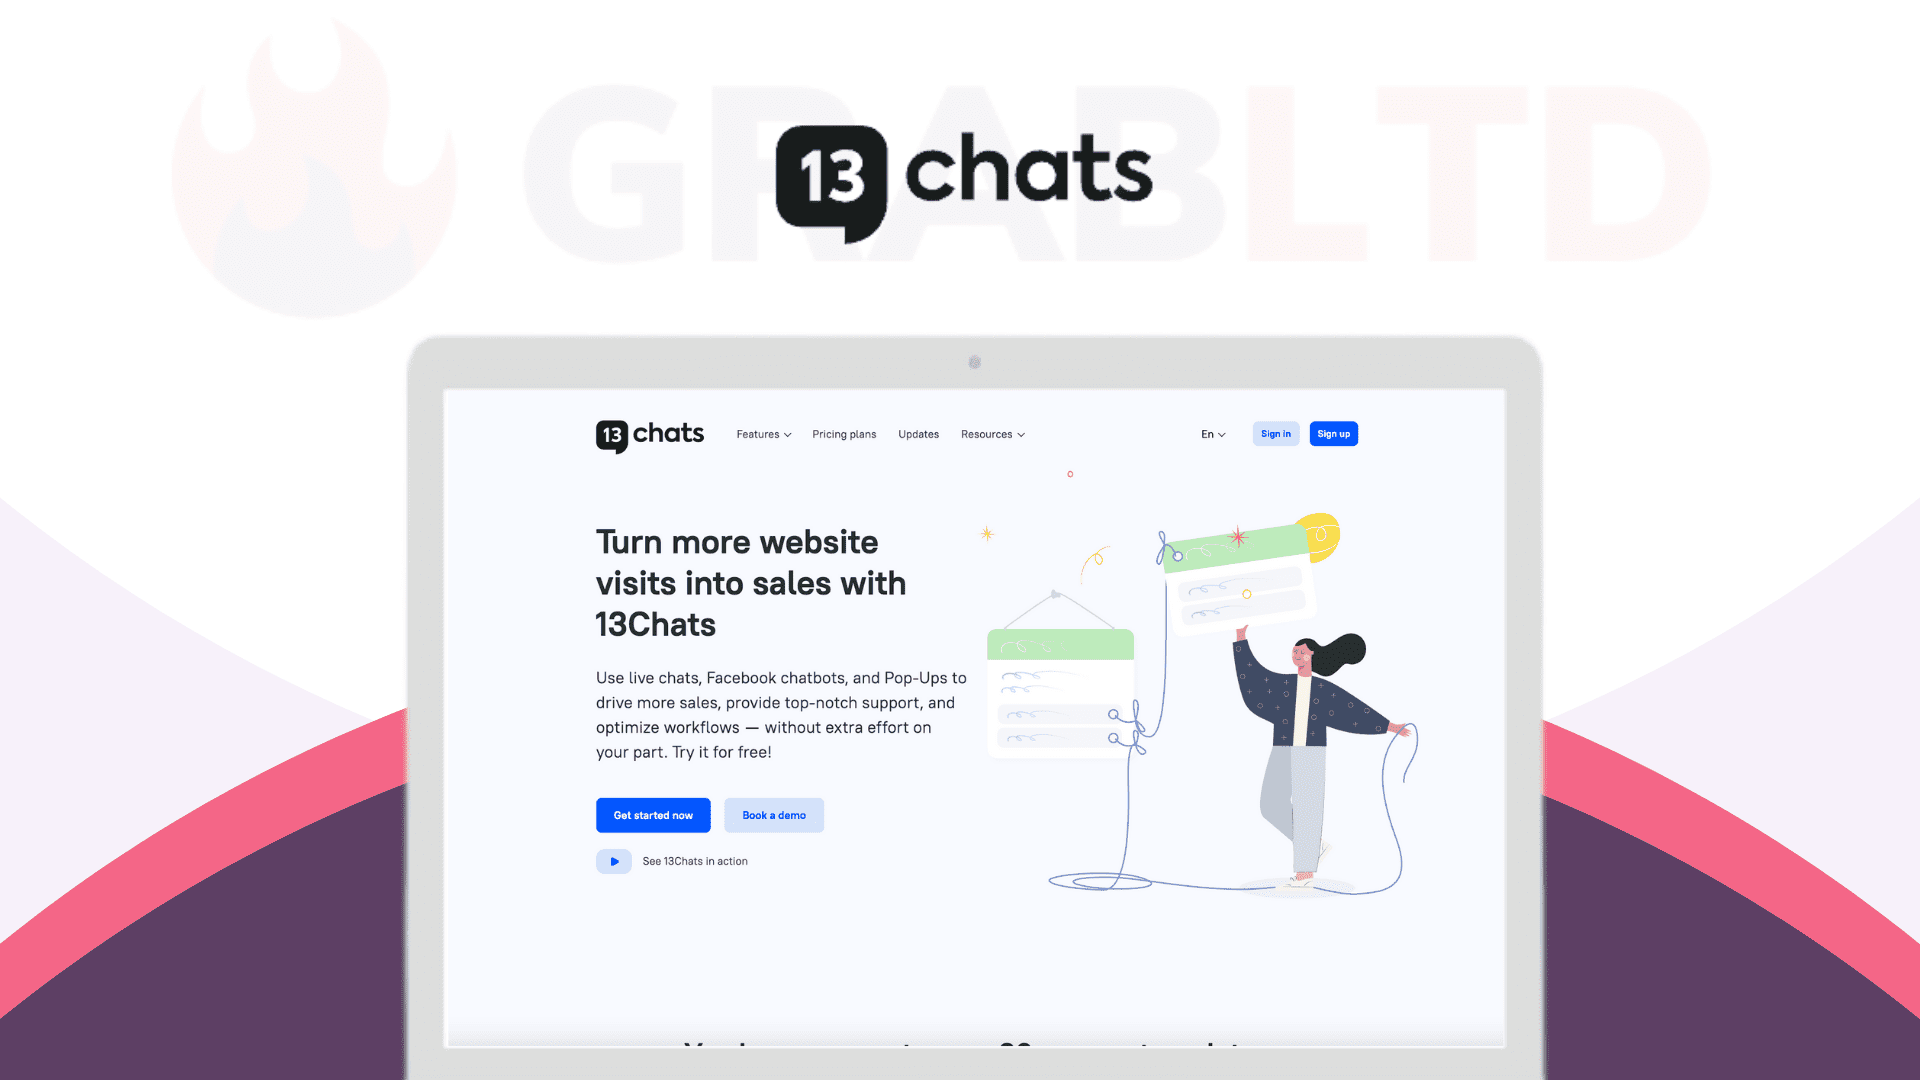 GRABLTD
13 chats
13 chats Features Pricing plans Updates Resources En Sign in Sign up
Turn more website
visits into sales with
13Chats
Use live chats, Facebook chatbots, and Pop-Ups to
drive more sales, provide top-notch support, and
optimize workflows — without extra effort on
your part. Try it for free!
Get started now Book a demo
See 13Chats in action